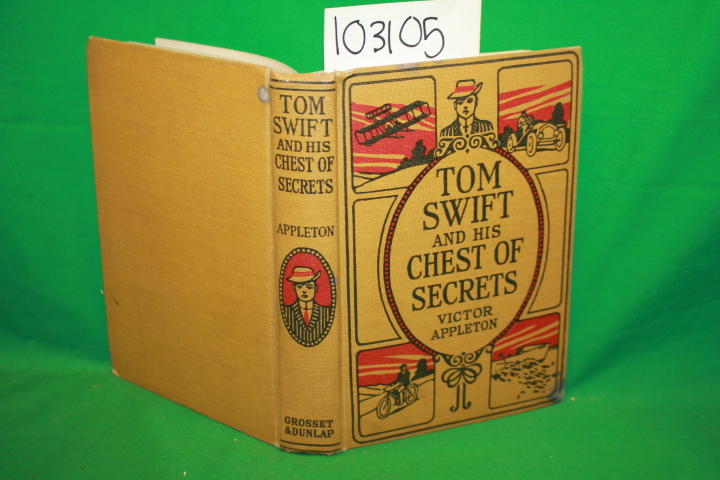 103105
TOM
SWIFT
AND HIS
CHEST OF
SECRETS
APPLETON
GROSSET
& DUNLAP
TOM
SWIFT
AND HIS
CHEST OF
SECRETS
VICTOR
APPLETON